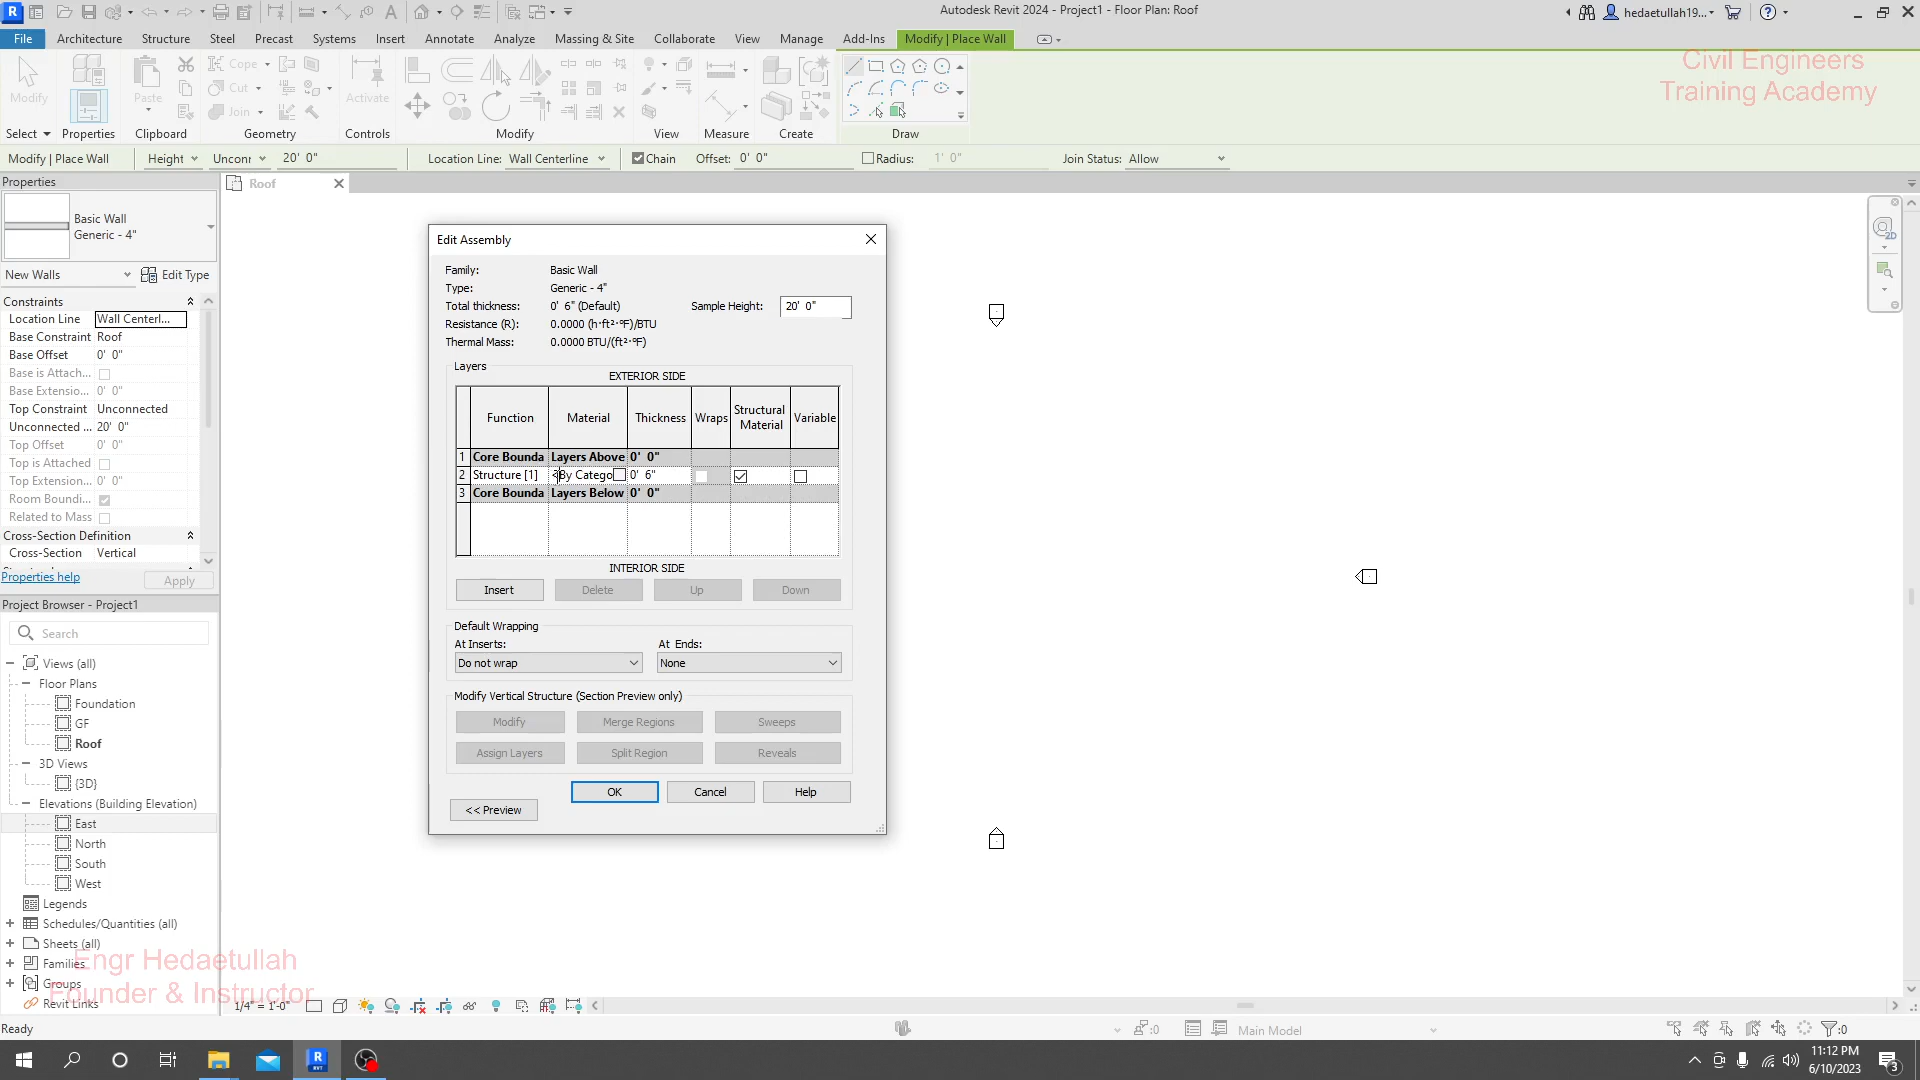 Autodesk Revit 2024 - Project1 - Floor Plan: Roof
hedaetullah19...
File Architecture Structure Steel Precast Systems Insert Annotate Analyze Massing & Site Collaborate View Manage Add-Ins Modify | Place Wall
Civil Engineers
Training Academy
Modify
Paste
Cope
Cut
Join
Activate
Select Properties Clipboard Geometry Controls Modify View Measure Create Draw
Modify | Place Wall Height Unconr 20' 0" Location Line: Wall Centerline Chain Offset: 0' 0" Radius: 1' 0" Join Status: Allow
Properties
Roof
Basic Wall
Generic - 4"
New Walls Edit Type
Constraints
Location Line Wall Centerl...
Base Constraint Roof
Base Offset 0' 0"
Base is Attach...
Base Extensio... 0' 0"
Top Constraint Unconnected
Unconnected ... 20' 0"
Top Offset 0' 0"
Top is Attached
Top Extension... 0' 0"
Room Boundi...
Related to Mass
Cross-Section Definition
Cross-Section Vertical
Properties help Apply
Project Browser - Project1
Search
Views (all)
Floor Plans
Foundation
GF
Roof
3D Views
{3D}
Elevations (Building Elevation)
East
North
South
West
Legends
Schedules/Quantities (all)
Sheets (all)
Families
Groups
Revit Links
Engr Hedaetullah
Founder & Instructor
Edit Assembly
Family: Basic Wall
Type: Generic - 4"
Total thickness: 0' 6" (Default) Sample Height: 20' 0"
Resistance (R): 0.0000 (h·ft²·°F)/BTU
Thermal Mass: 0.0000 BTU/(ft²·°F)
Layers
EXTERIOR SIDE
Function Material Thickness Wraps Structural Material Variable
1 Core Bounda Layers Above 0' 0"
2 Structure [1] <By Catego 0' 6"
3 Core Bounda Layers Below 0' 0"
INTERIOR SIDE
Insert Delete Up Down
Default Wrapping
At Inserts: At Ends:
Do not wrap None
Modify Vertical Structure (Section Preview only)
Modify Merge Regions Sweeps
Assign Layers Split Region Reveals
OK Cancel Help
<< Preview
2D
1/4" = 1'-0"
Ready
:0
Main Model
:0
11:12 PM
6/10/2023
3